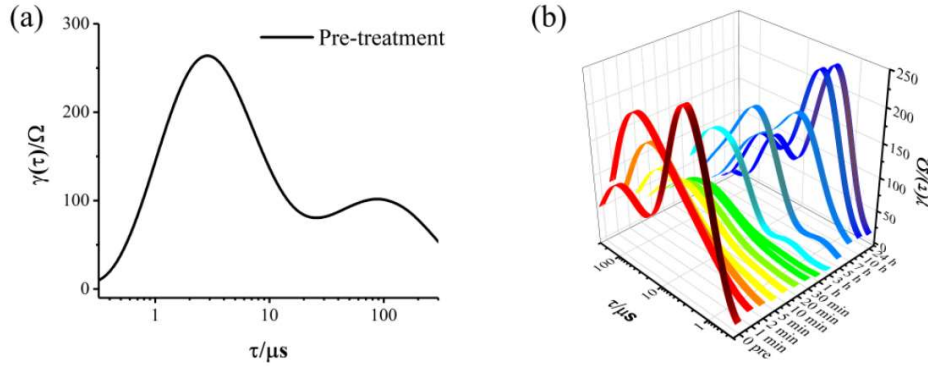 (a)
300
200
100
0
γ(τ)/Ω
Pre-treatment
1
10
100
τ/μs
(b)
250
200
150
100
50
0
γ(τ)/Ω
100
10
1
τ/μs
24 h
10 h
7 h
5 h
3 h
1 h
30 min
20 min
10 min
5 min
2 min
1 min
0 pre